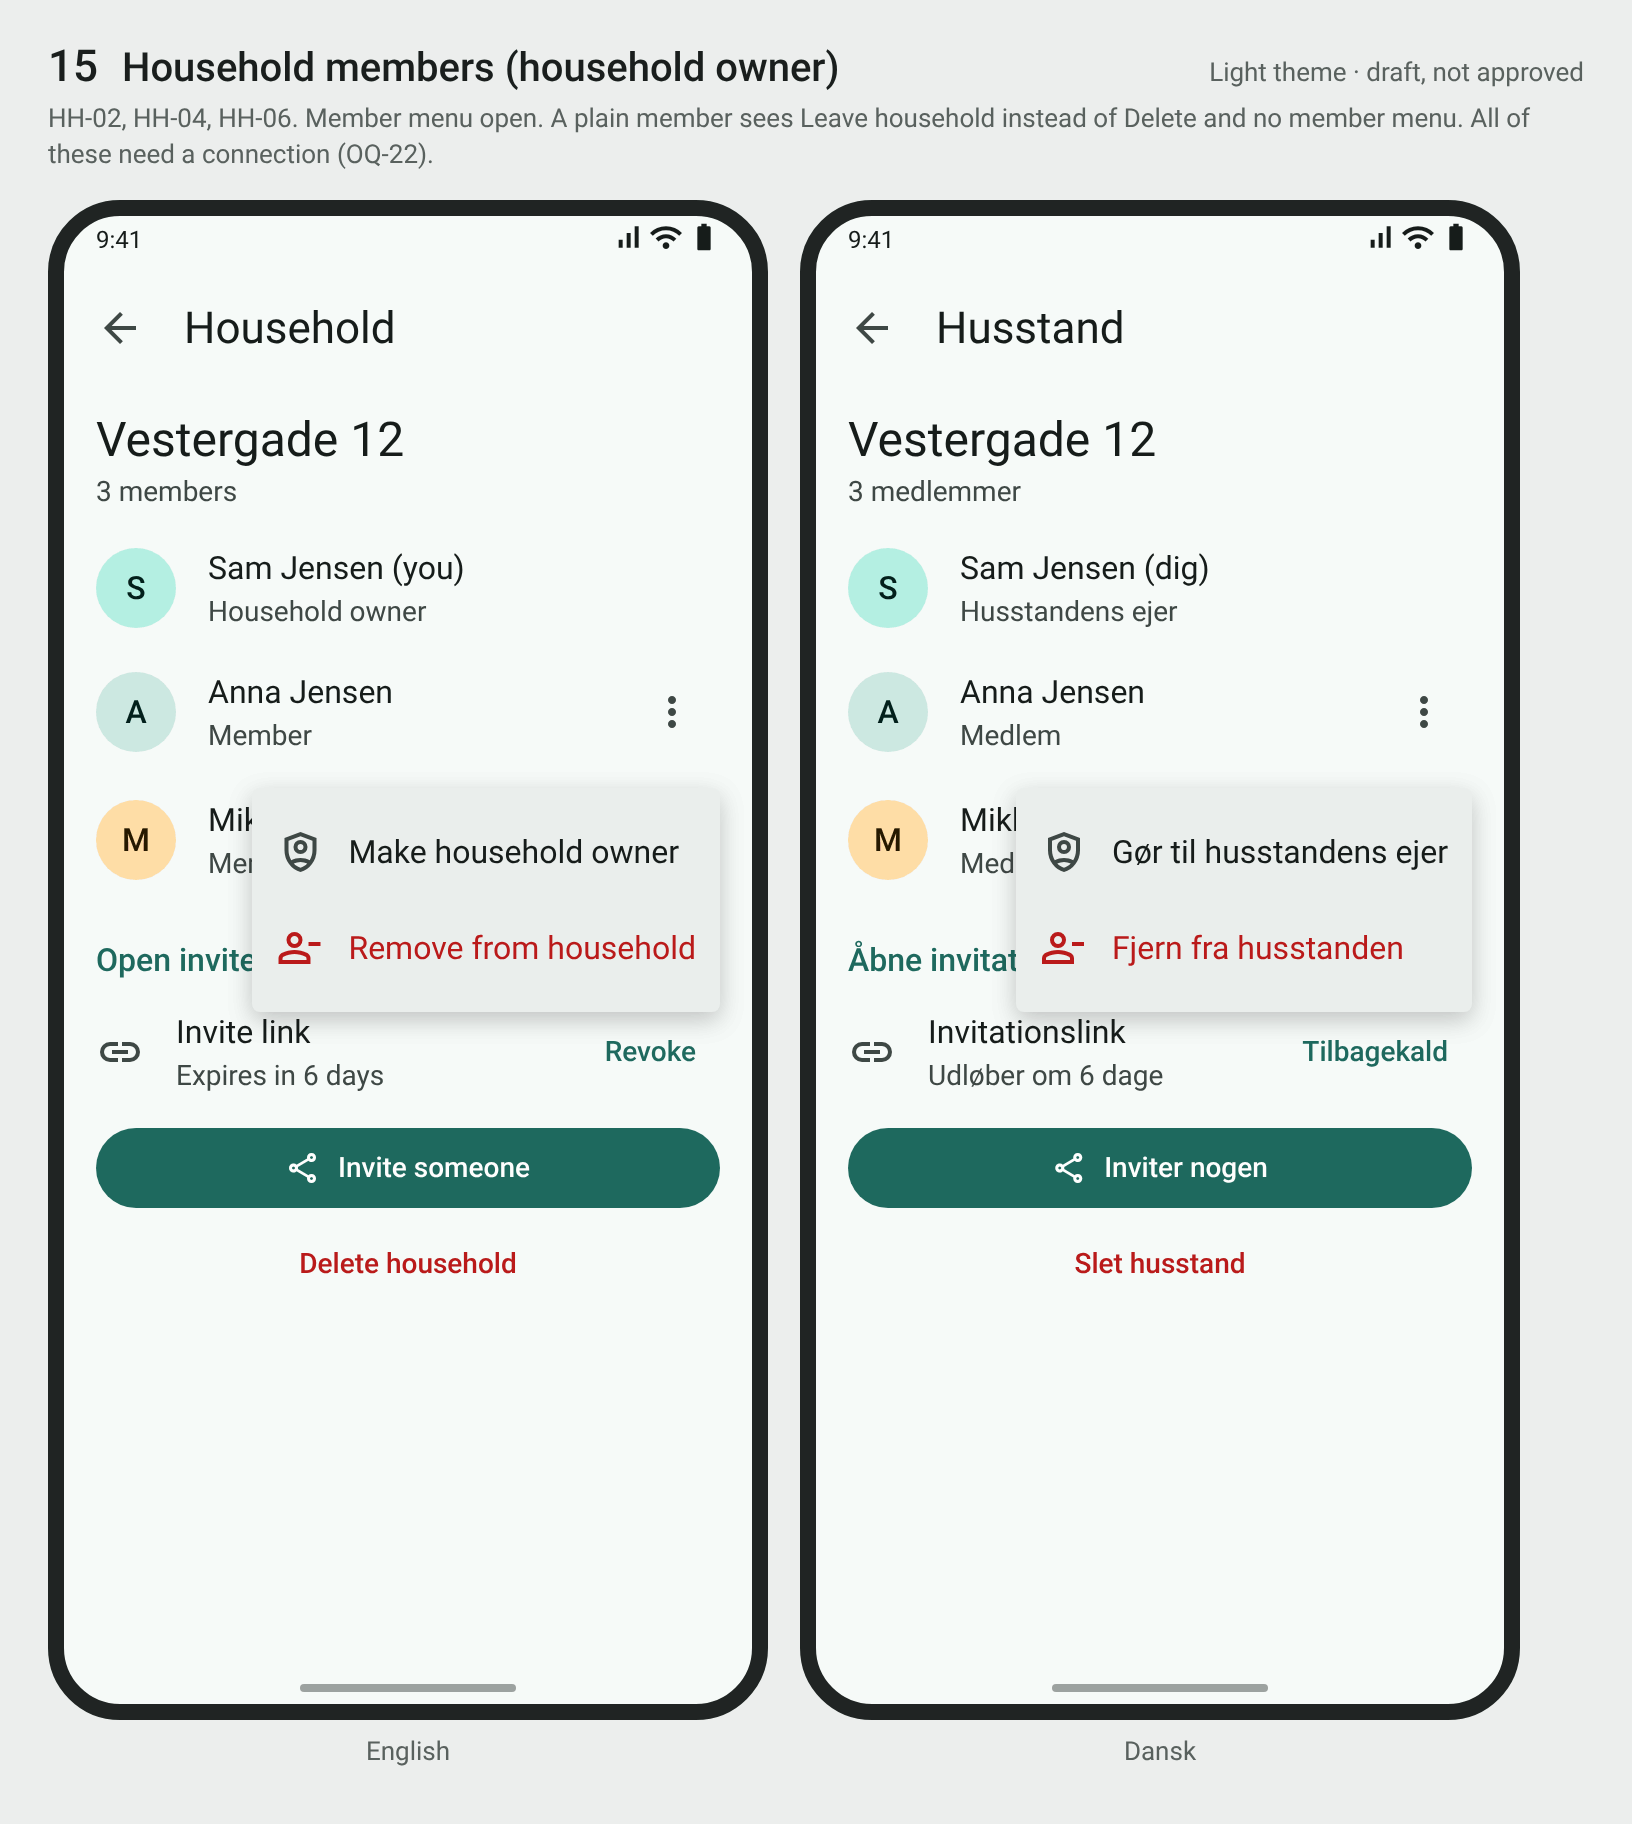 15 Household members (household owner)
Light theme · draft, not approved
HH-02, HH-04, HH-06. Member menu open. A plain member sees Leave household instead of Delete and no member menu. All of
these need a connection (OQ-22).
9:41
Household
Vestergade 12
3 members
S
Sam Jensen (you)
Household owner
A
Anna Jensen
Member
M
Make household owner
Remove from household
Open invite
Invite link
Expires in 6 days
Revoke
Invite someone
Delete household
English
9:41
Husstand
Vestergade 12
3 medlemmer
S
Sam Jensen (dig)
Husstandens ejer
A
Anna Jensen
Medlem
M
Gør til husstandens ejer
Fjern fra husstanden
Åbne
Invitationslink
Udløber om 6 dage
Tilbagekald
Inviter nogen
Slet husstand
Dansk